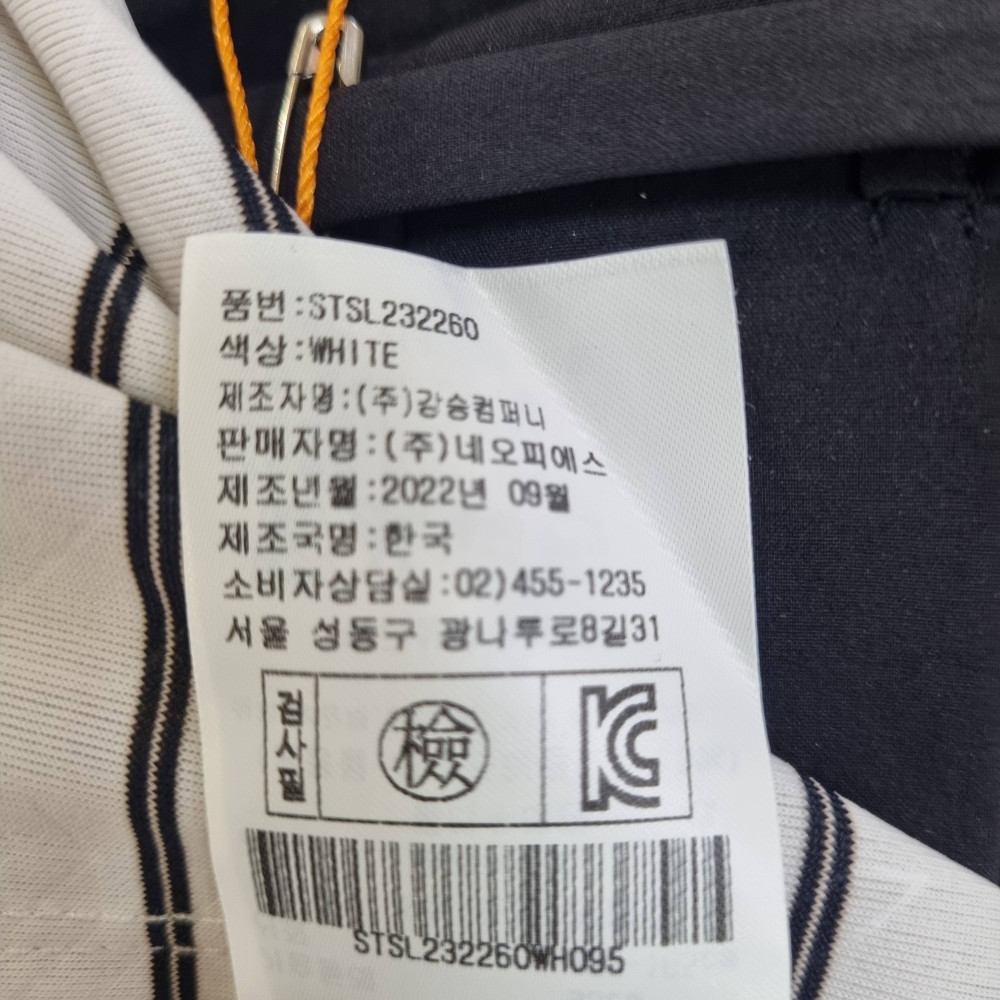 품번:STSL232260
색상:WHITE
제조자명:(주)강승컴퍼니
판매자명:(주)네오피에스
제조년월:2022년 09월
제조국명:한국
소비자상담실:02)455-1235
서울 성동구 광나루로8길31
검사필
檢
KC
STSL232260WH095